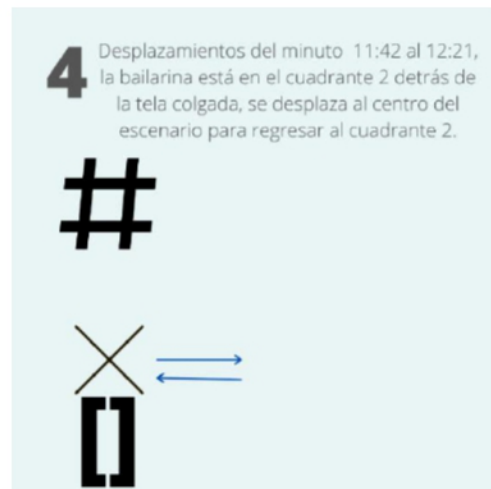 4 Desplazamientos del minuto 11:42 al 12:21,
la bailarina está en el cuadrante 2 detrás de
la tela colgada, se desplaza al centro del
escenario para regresar al cuadrante 2.
#
[]